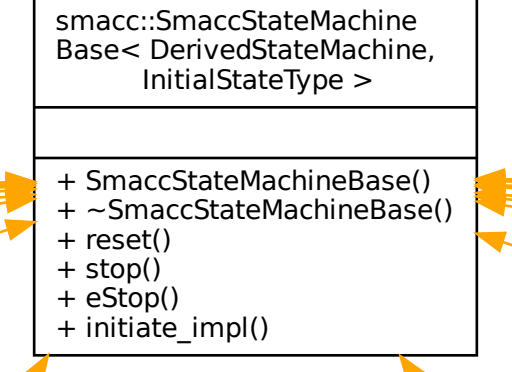 smacc::SmaccStateMachine
Base< DerivedStateMachine,
InitialStateType >
+ SmaccStateMachineBase()
+ ~SmaccStateMachineBase()
+ reset()
+ stop()
+ eStop()
+ initiate_impl()